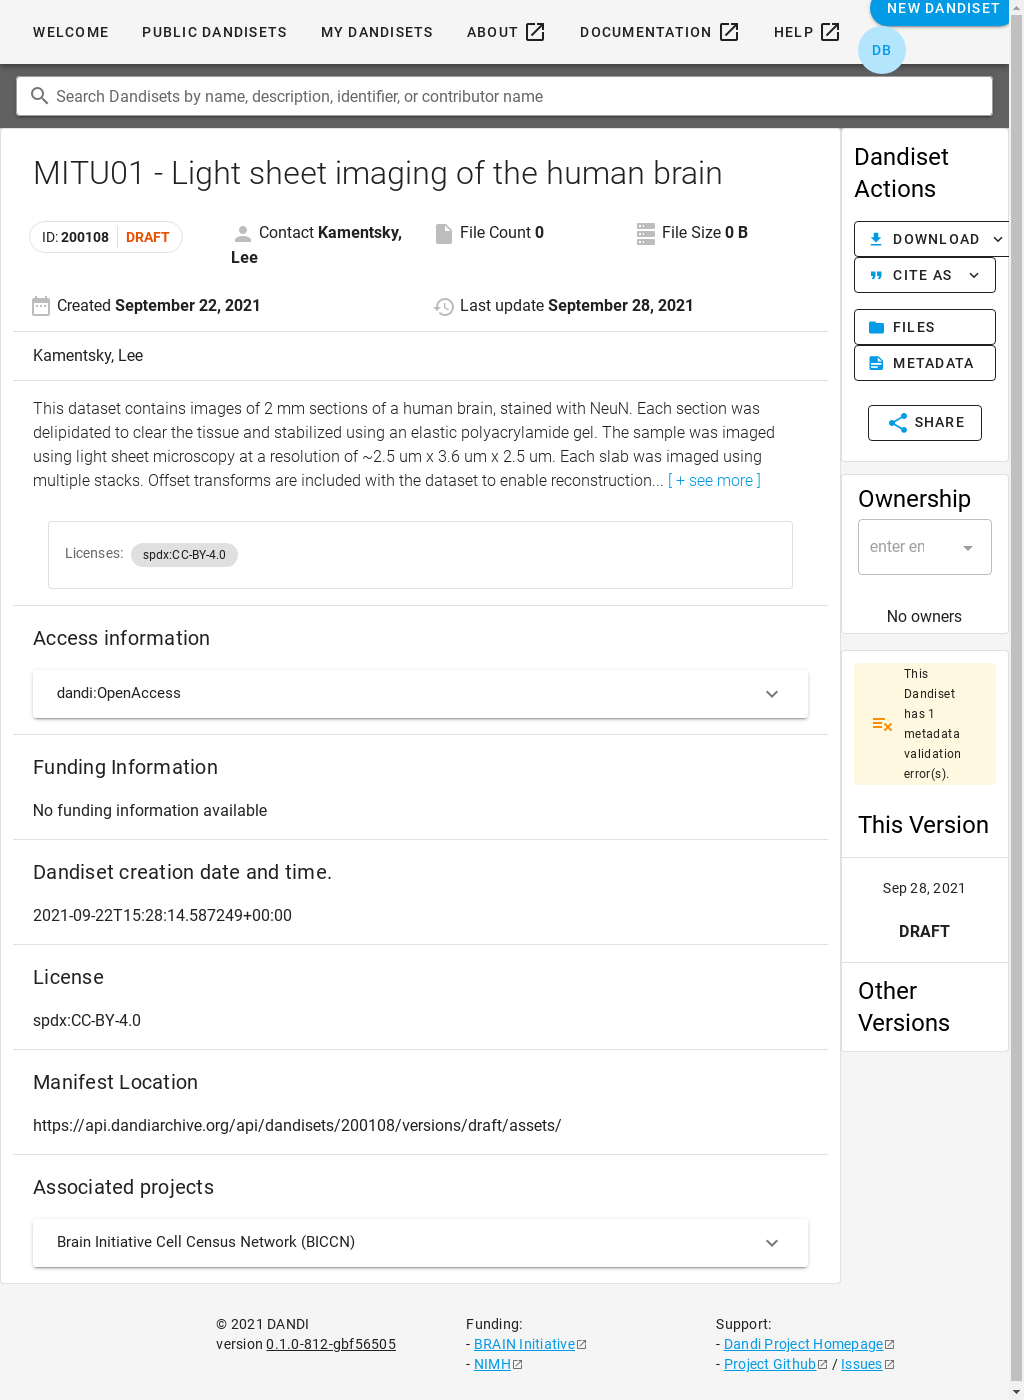 WELCOME PUBLIC DANDISETS MY DANDISETS ABOUT DOCUMENTATION HELP NEW DANDISET
DB
Search Dandisets by name, description, identifier, or contributor name
MITU01 - Light sheet imaging of the human brain
ID: 200108 DRAFT
Contact Kamentsky,
Lee
File Count 0
File Size 0 B
Created September 22, 2021
Last update September 28, 2021
Kamentsky, Lee
This dataset contains images of 2 mm sections of a human brain, stained with NeuN. Each section was
delipidated to clear the tissue and stabilized using an elastic polyacrylamide gel. The sample was imaged
using light sheet microscopy at a resolution of ~2.5 um x 3.6 um x 2.5 um. Each slab was imaged using
multiple stacks. Offset transforms are included with the dataset to enable reconstruction... [ + see more ]
Licenses: spdx:CC-BY-4.0
Access information
dandi:OpenAccess
Funding Information
No funding information available
Dandiset creation date and time.
2021-09-22T15:28:14.587249+00:00
License
spdx:CC-BY-4.0
Manifest Location
https://api.dandiarchive.org/api/dandisets/200108/versions/draft/assets/
Associated projects
Brain Initiative Cell Census Network (BICCN)
Dandiset
Actions
DOWNLOAD
CITE AS
FILES
METADATA
SHARE
Ownership
enter en
No owners
This
Dandiset
has 1
metadata
validation
error(s).
This Version
Sep 28, 2021
DRAFT
Other
Versions
© 2021 DANDI
version 0.1.0-812-gbf56505
Funding:
- BRAIN Initiative
- NIMH
Support:
- Dandi Project Homepage
- Project Github / Issues